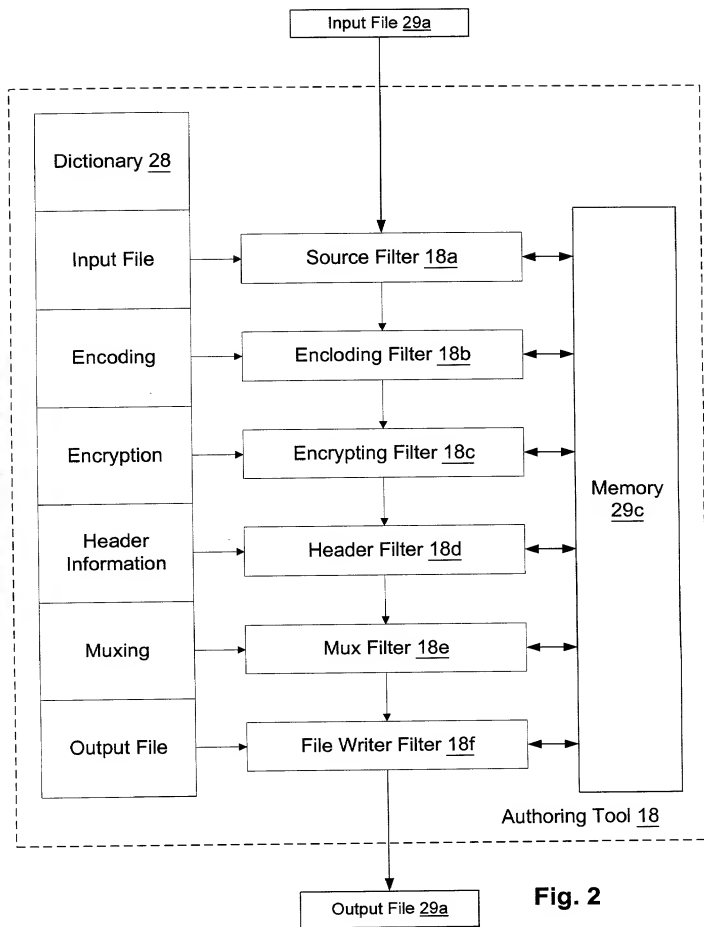 Input File 29a
Dictionary 28
Input File
Source Filter 18a
Encoding
Encloding Filter 18b
Encryption
Encrypting Filter 18c
Memory
29c
Header
Information
Header Filter 18d
Muxing
Mux Filter 18e
Output File
File Writer Filter 18f
Authoring Tool 18
Output File 29a
Fig. 2